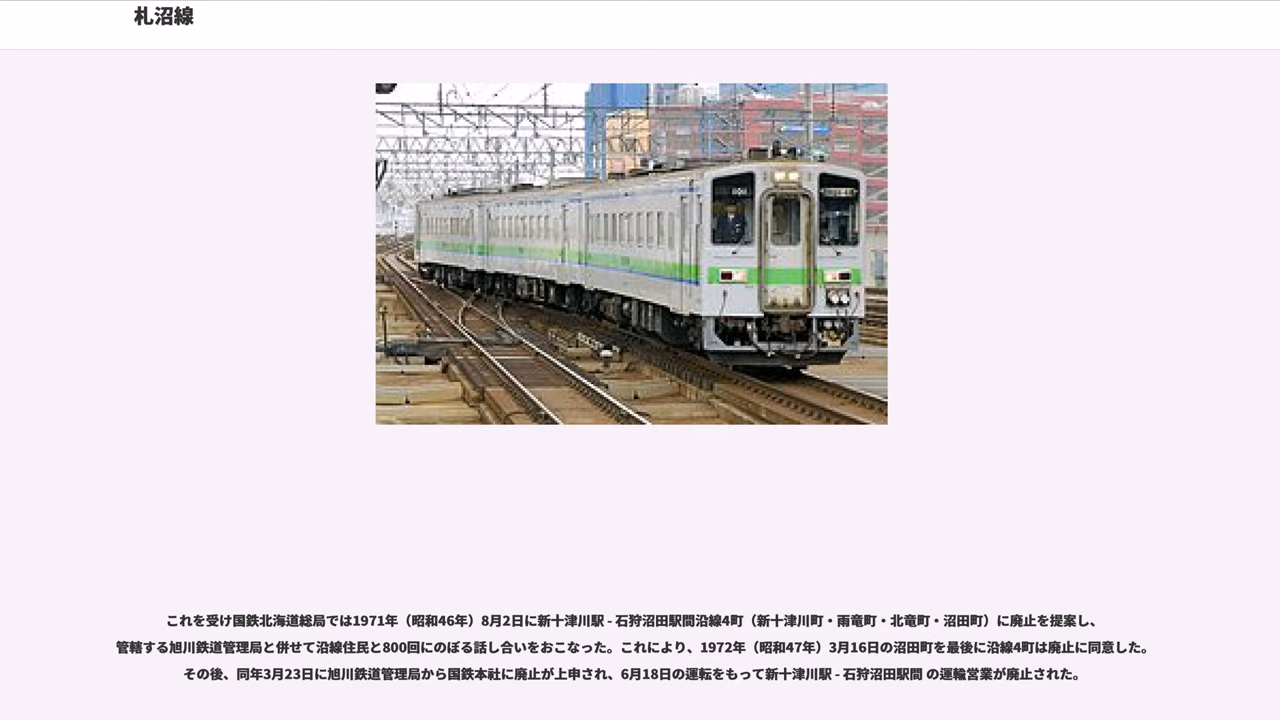 札沼線
これを受け国鉄北海道総局では1971年（昭和46年）8月2日に新十津川駅 - 石狩沼田駅間沿線4町（新十津川町・雨竜町・北竜町・沼田町）に廃止を提案し、
管轄する旭川鉄道管理局と併せて沿線住民と800回にのぼる話し合いをおこなった。これにより、1972年（昭和47年）3月16日の沼田町を最後に沿線4町は廃止に同意した。
その後、同年3月23日に旭川鉄道管理局から国鉄本社に廃止が上申され、6月18日の運転をもって新十津川駅 - 石狩沼田駅間 の運輸営業が廃止された。